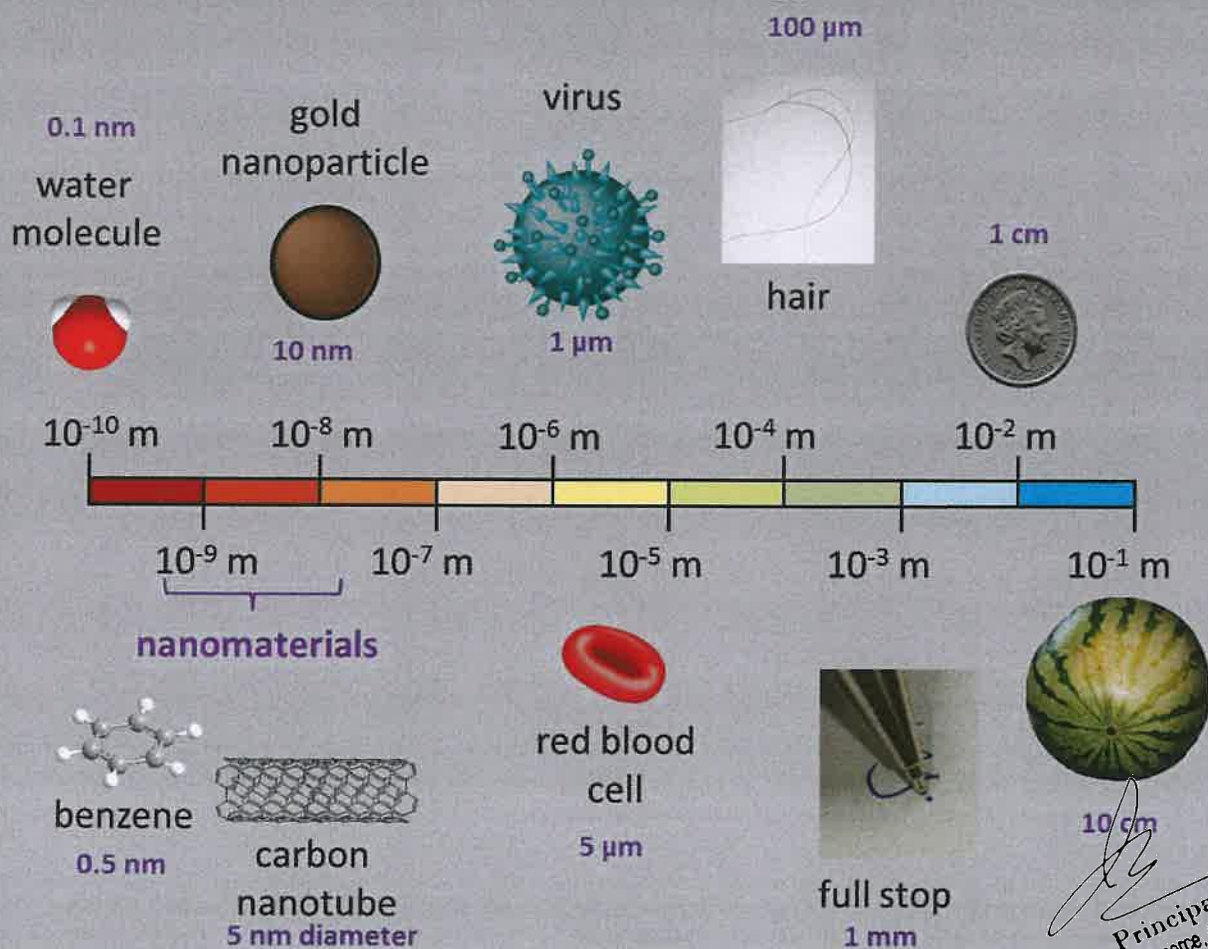 100 µm
virus
gold
nanoparticle
0.1 nm
water
molecule
1 cm
hair
1 µm
10 nm
10⁻¹⁰ m
10⁻⁸ m
10⁻⁶ m
10⁻⁴ m
10⁻² m
10⁻⁹ m
10⁻⁷ m
10⁻⁵ m
10⁻³ m
10⁻¹ m
nanomaterials
benzene
0.5 nm
carbon
nanotube
5 nm diameter
red blood
cell
5 µm
full stop
1 mm
10 cm